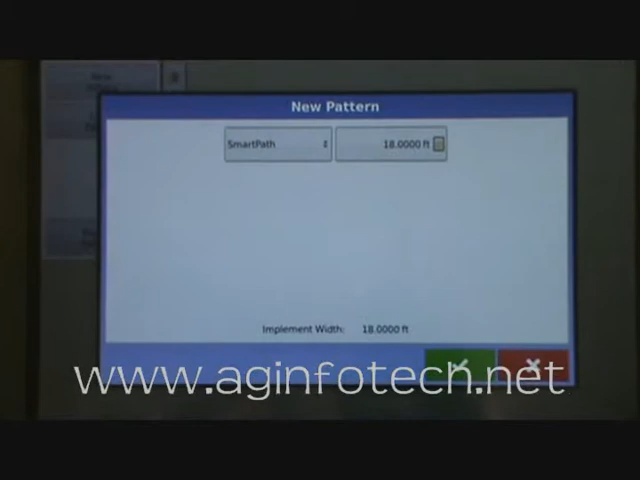 New Pattern
SmartPath
18.0000 ft
Implement Width: 18.0000 ft
www.aginfotech.net